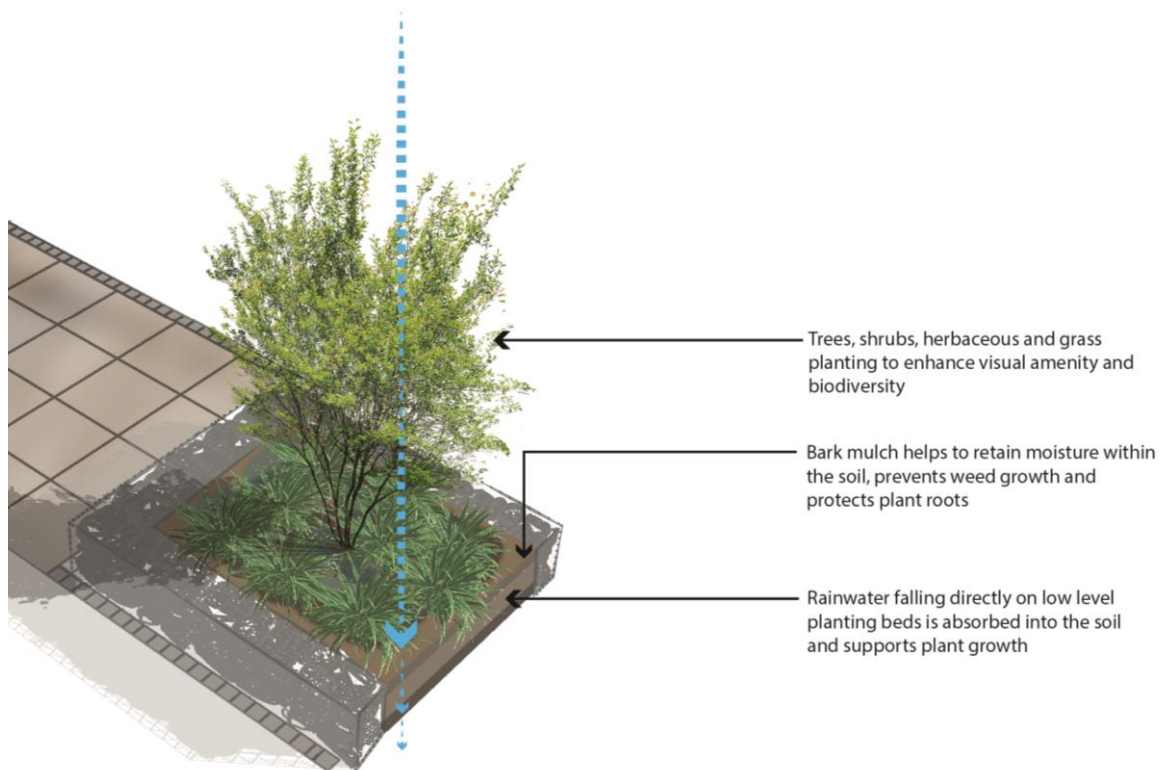 Trees, shrubs, herbaceous and grass
planting to enhance visual amenity and
biodiversity
Bark mulch helps to retain moisture within
the soil, prevents weed growth and
protects plant roots
Rainwater falling directly on low level
planting beds is absorbed into the soil
and supports plant growth